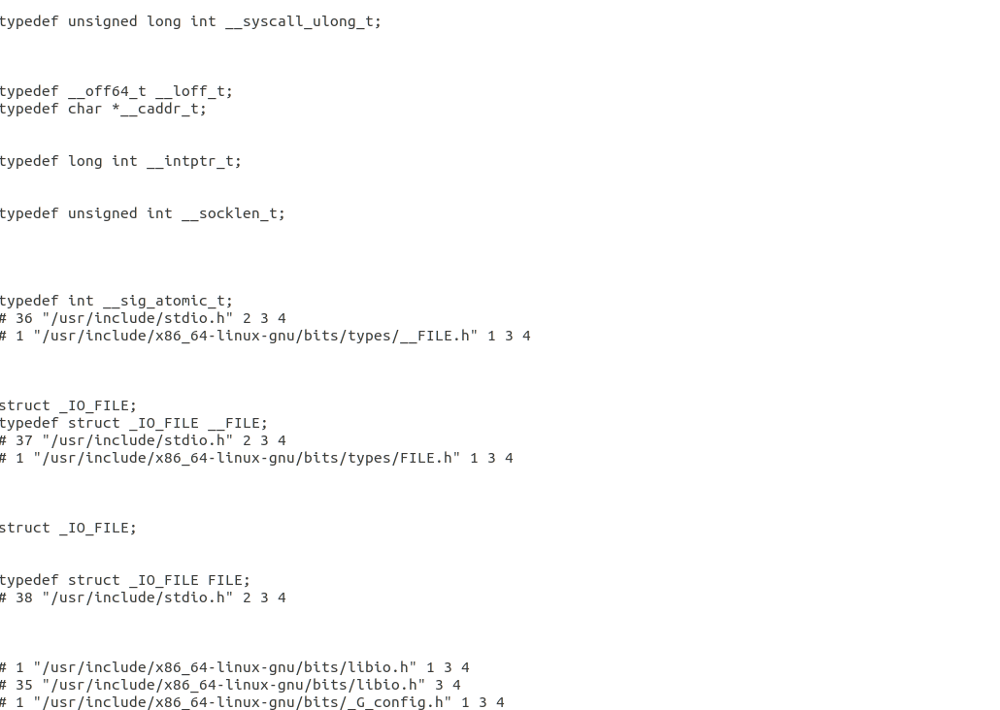 typedef unsigned long int __syscall_ulong_t;
typedef __off64_t __loff_t;
typedef char *__caddr_t;
typedef long int __intptr_t;
typedef unsigned int __socklen_t;
typedef int __sig_atomic_t;
# 36 "/usr/include/stdio.h" 2 3 4
# 1 "/usr/include/x86_64-linux-gnu/bits/types/__FILE.h" 1 3 4
struct _IO_FILE;
typedef struct _IO_FILE __FILE;
# 37 "/usr/include/stdio.h" 2 3 4
# 1 "/usr/include/x86_64-linux-gnu/bits/types/FILE.h" 1 3 4
struct _IO_FILE;
typedef struct _IO_FILE FILE;
# 38 "/usr/include/stdio.h" 2 3 4
# 1 "/usr/include/x86_64-linux-gnu/bits/libio.h" 1 3 4
# 35 "/usr/include/x86_64-linux-gnu/bits/libio.h" 3 4
# 1 "/usr/include/x86_64-linux-gnu/bits/_G_config.h" 1 3 4